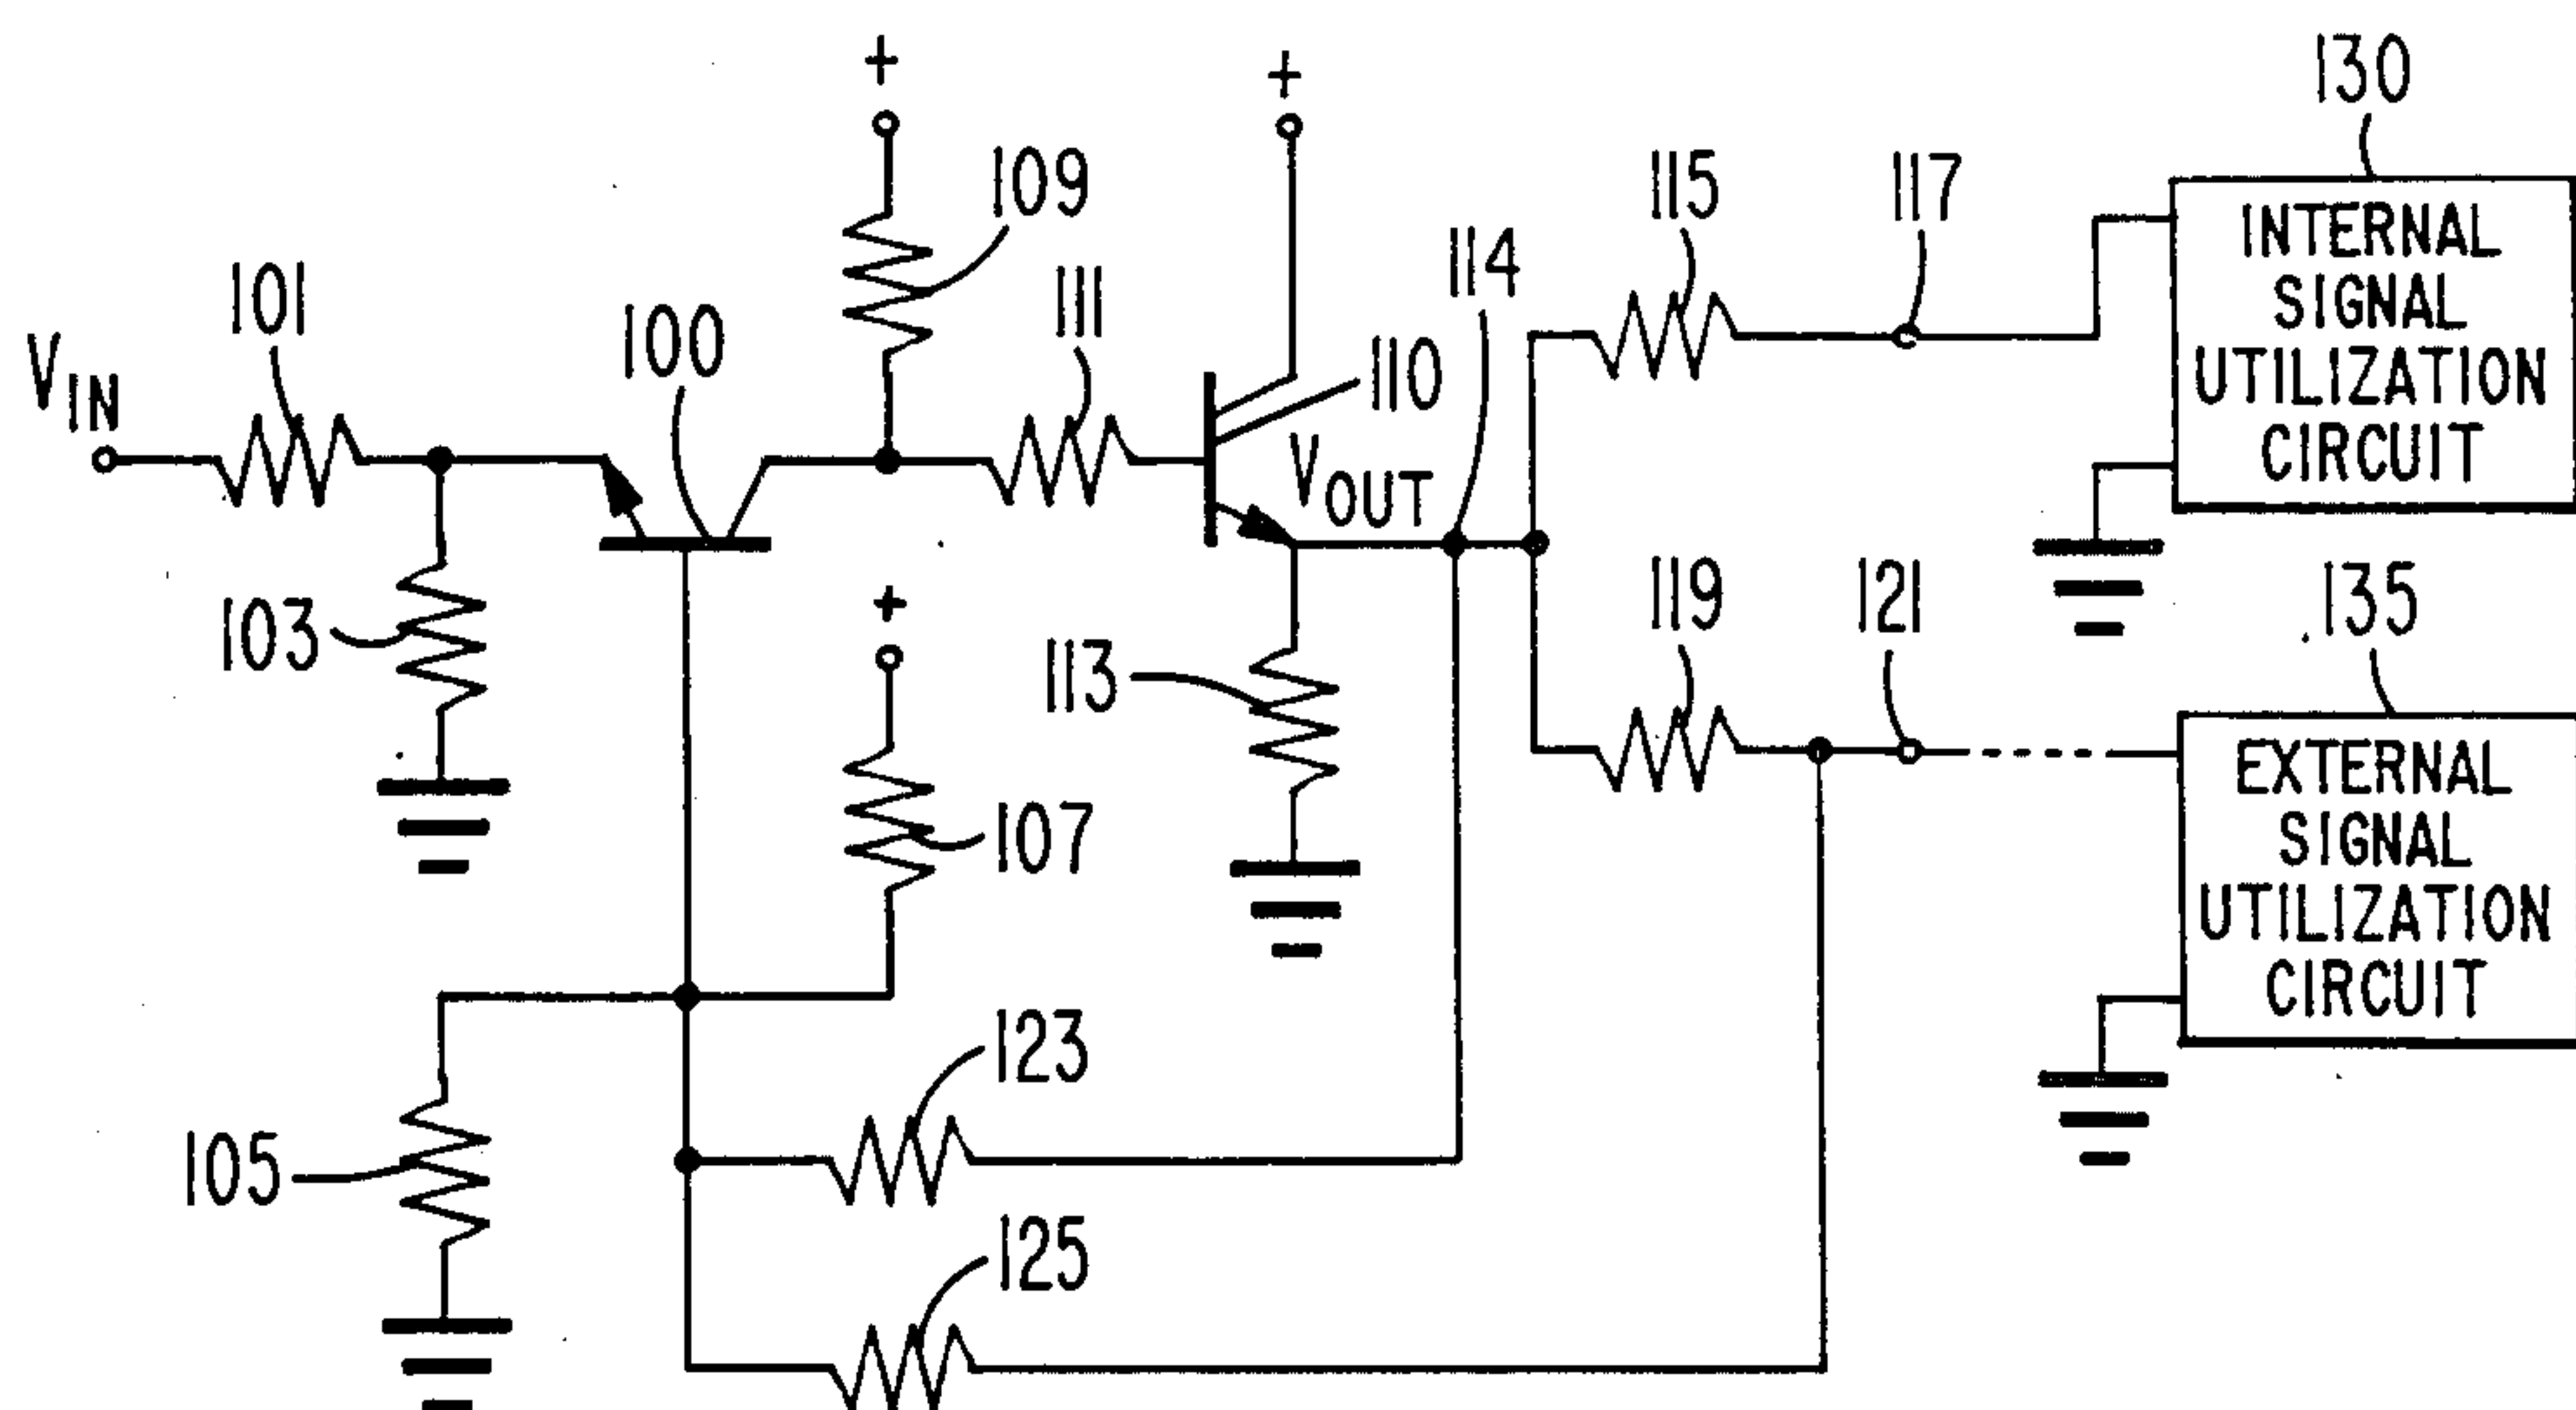 +
+
130
109
115
117
INTERNAL
SIGNAL
UTILIZATION
CIRCUIT
101
111
114
100
110
V_IN
V_OUT
103
+
119
121
135
113
EXTERNAL
SIGNAL
UTILIZATION
CIRCUIT
107
123
105
125